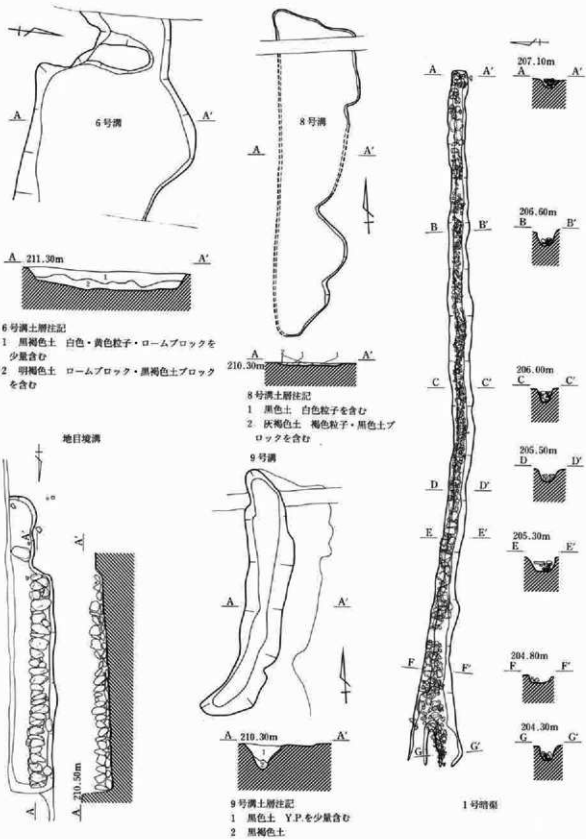 6号溝
A
A'
A 211.30m A'
1
2
6号溝土層注記
1 黒褐色土 白色・黄色粒子・ロームブロックを
少量含む
2 明褐色土 ロームブロック・黒褐色土ブロック
を含む
8号溝
A
A'
A A'
210.30m
8号溝土層注記
1 黒色土 白色粒子を含む
2 灰褐色土 褐色粒子・黒色土ブ
ロックを含む
地目境溝
A'
A
A'
A 210.50m
9号溝
A
A'
A 210.30m A'
1
2
9号溝土層注記
1 黒色土 Y.P.を少量含む
2 黒褐色土
A A'
B B'
C C'
D D'
E E'
F F'
G G'
207.10m
A A'
206.60m
B B'
206.00m
C C'
205.50m
D D'
205.30m
E E'
204.80m
F F'
204.30m
G G'
1号暗渠